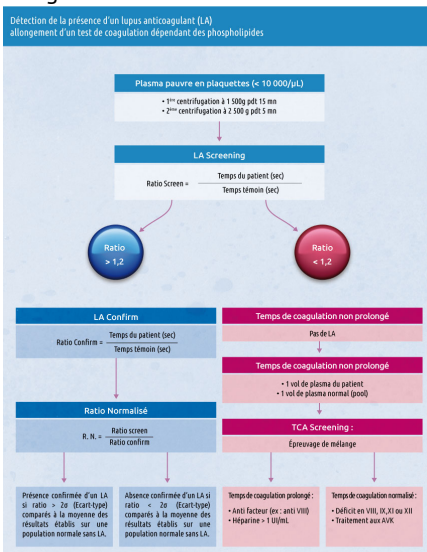 Détection de la présence d'un lupus anticoagulant (LA)
allongement d'un test de coagulation dépendant des phospholipides
Plasma pauvre en plaquettes (< 10 000/µL)
• 1ère centrifugation à 1 500g pdt 15 mn
• 2ème centrifugation à 2 500 g pdt 5 mn
LA Screening
Ratio Screen =
Temps du patient (sec)
Temps témoin (sec)
Ratio
> 1,2
Ratio
< 1,2
LA Confirm
Ratio Confirm =
Temps du patient (sec)
Temps témoin (sec)
Ratio Normalisé
R. N. =
Ratio screen
Ratio confirm
Présence confirmée d'un LA
si ratio > 2σ (Ecart-type)
comparés à la moyenne des
résultats établis sur une
population normale sans LA.
Absence confirmée d'un LA si
ratio < 2σ (Ecart-type)
comparés à la moyenne des
résultats établis sur une
population normale sans LA.
Temps de coagulation non prolongé
Pas de LA
Temps de coagulation non prolongé
• 1 vol de plasma du patient
• 1 vol de plasma normal (pool)
TCA Screening :
Épreuvage de mélange
Temps de coagulation prolongé :
• Anti facteur (ex : anti VIII)
• Héparine > 1 UI/mL
Temps de coagulation normalisé :
• Déficit en VIII, IX,XI ou XII
• Traitement aux AVK